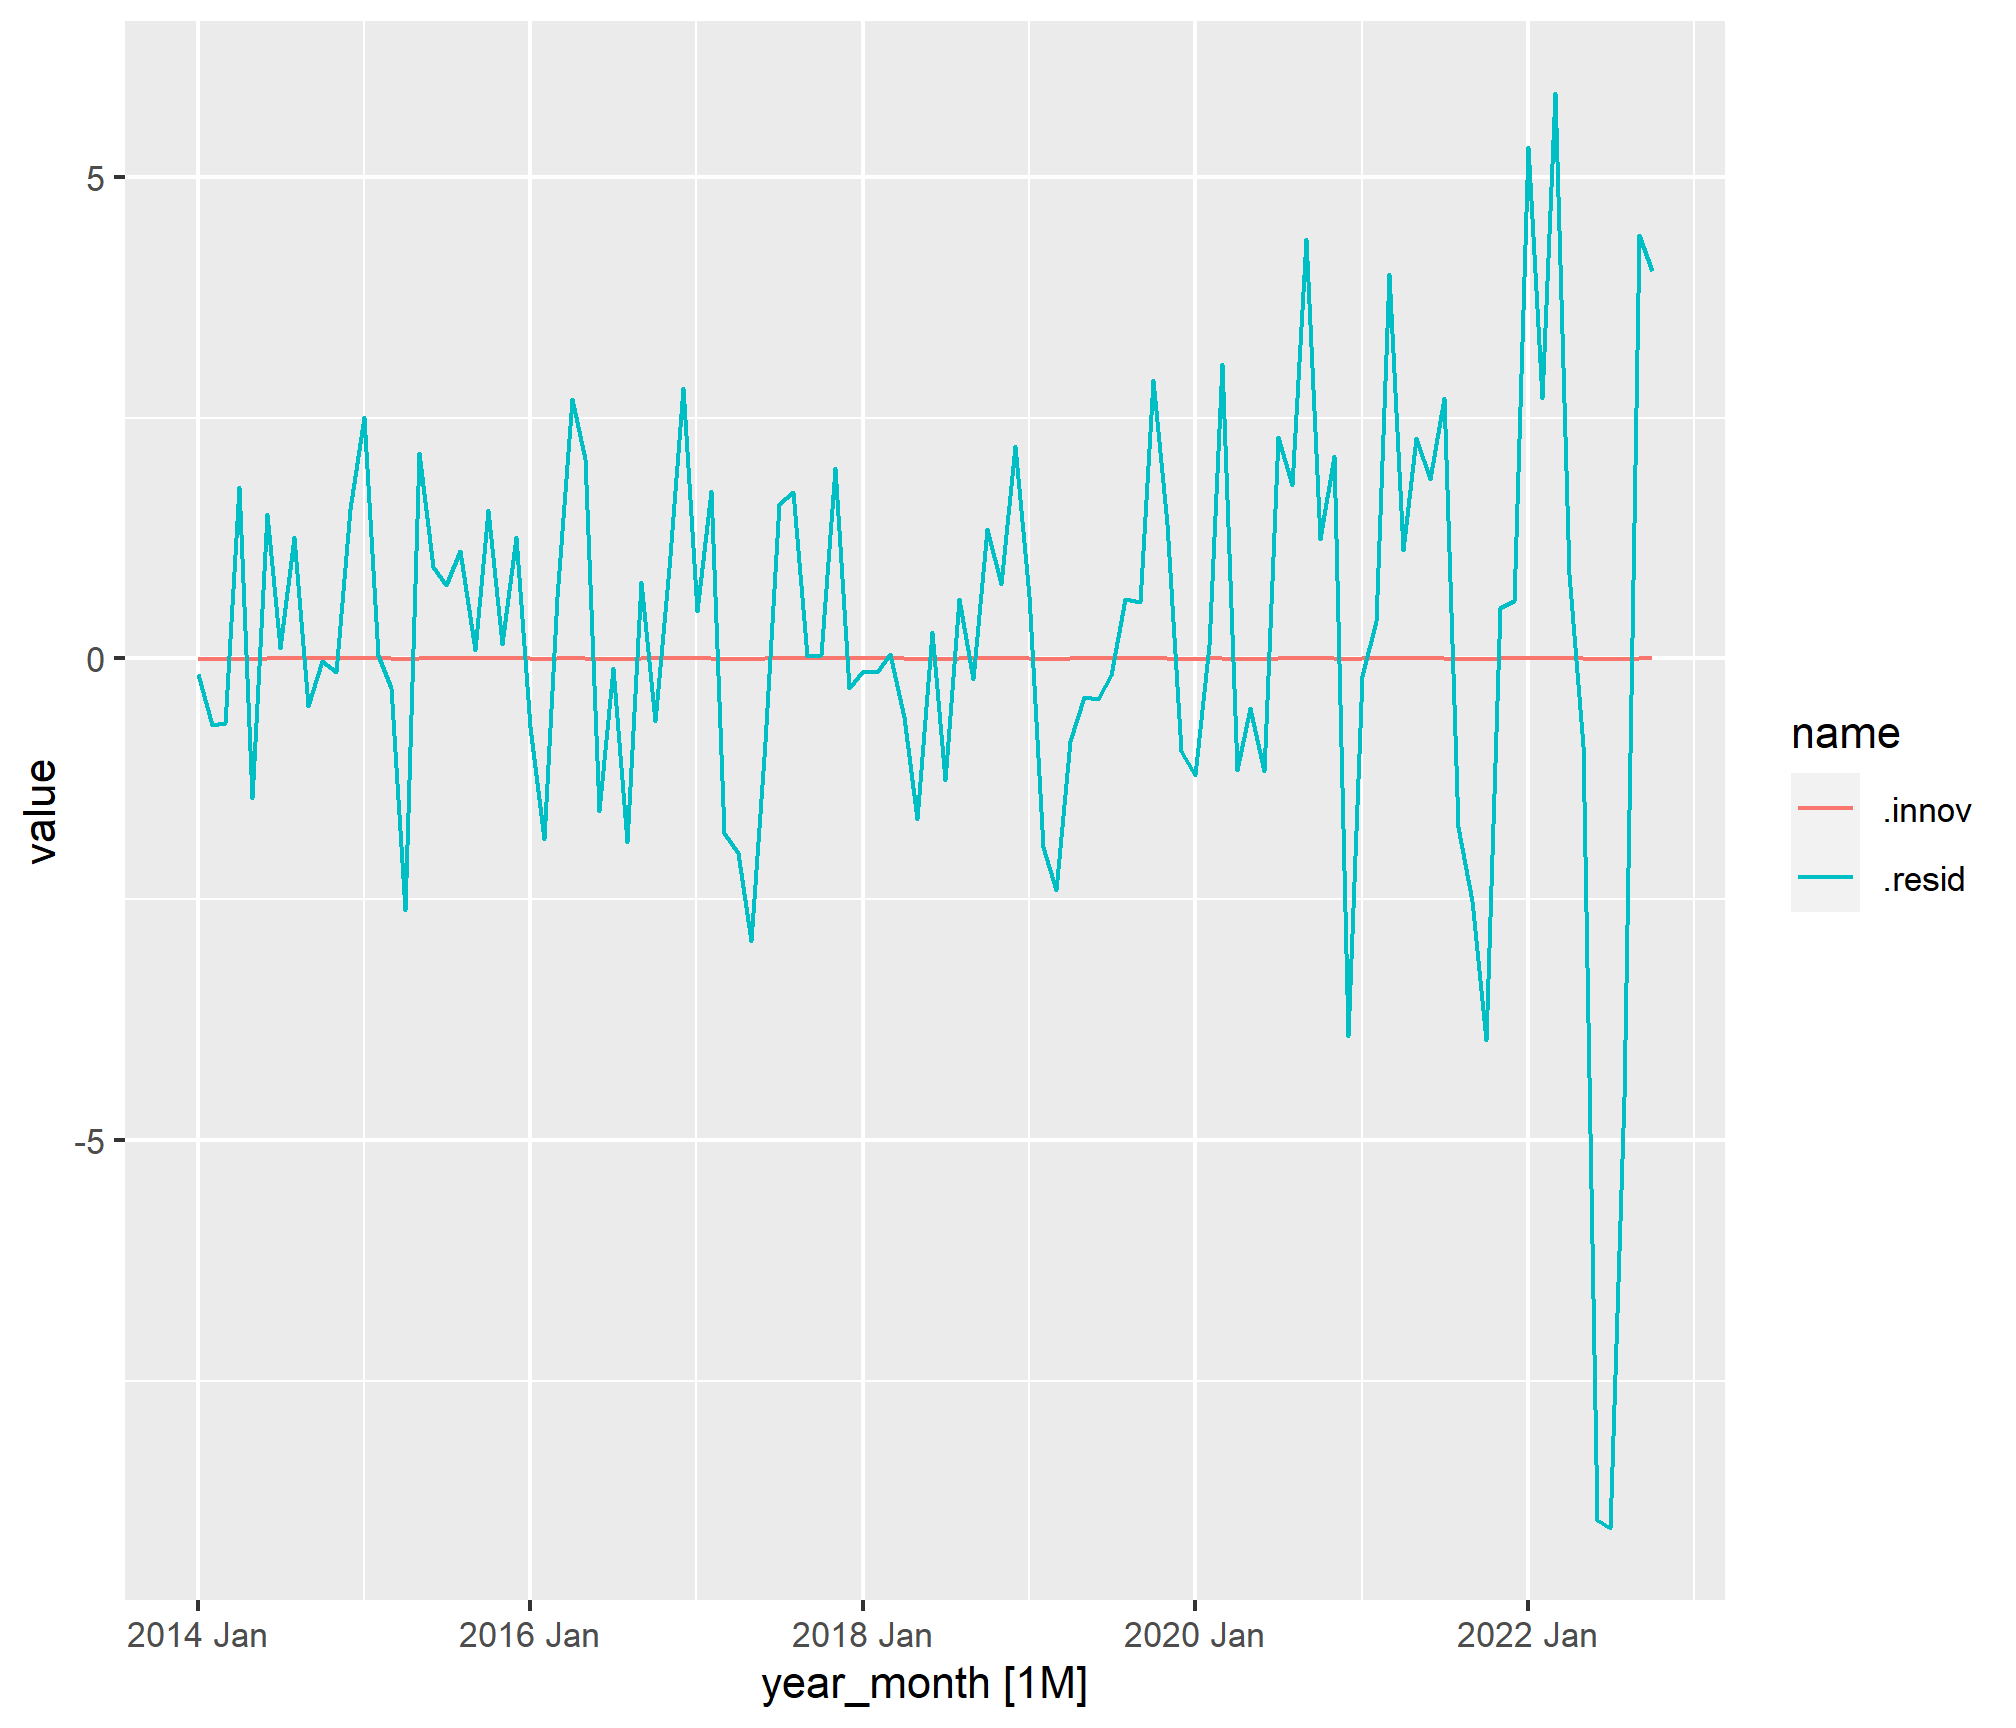 5
0
-5
value
2014 Jan
2016 Jan
2018 Jan
2020 Jan
2022 Jan
year_month [1M]
name
.innov
.resid